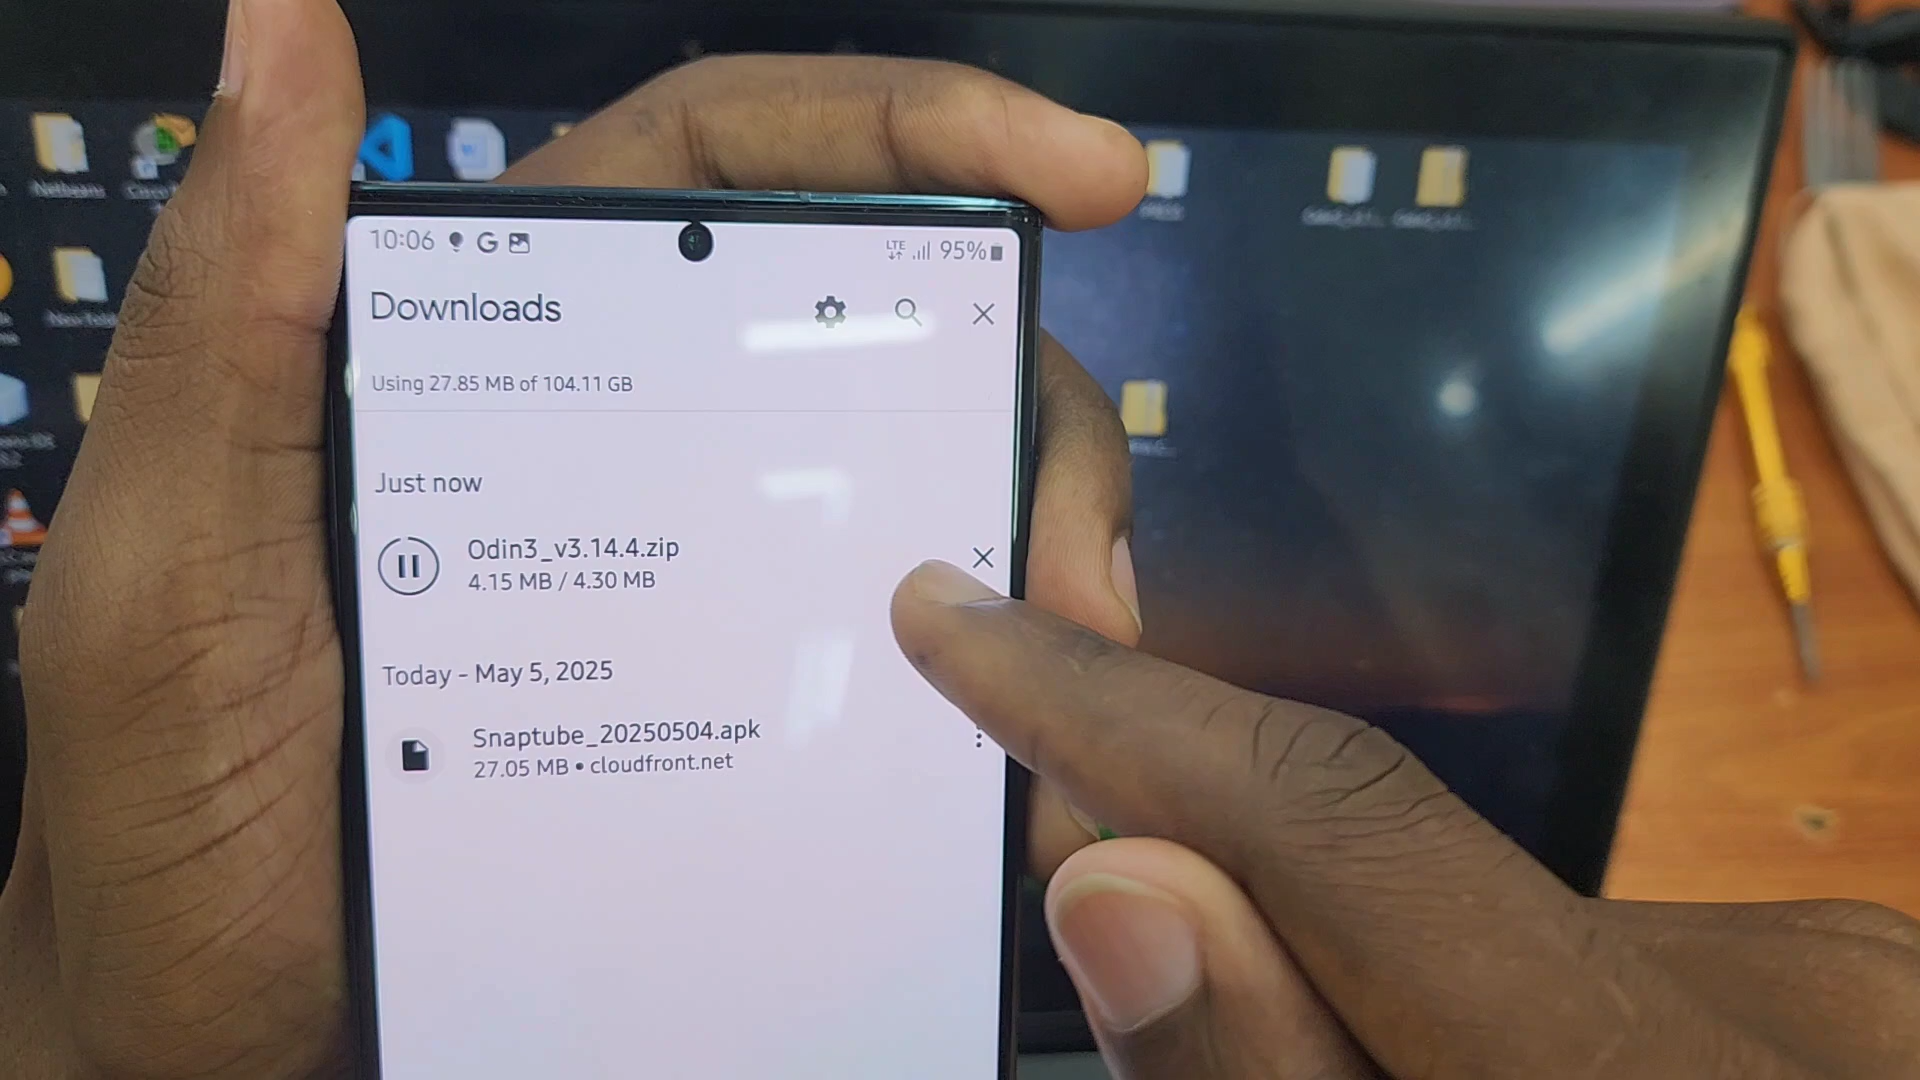 10:06 G LTE 95%
Downloads
Using 27.85 MB of 104.11 GB
Just now
Odin3_v3.14.4.zip
4.15 MB / 4.30 MB
Today - May 5, 2025
Snaptube_20250504.apk
27.05 MB • cloudfront.net